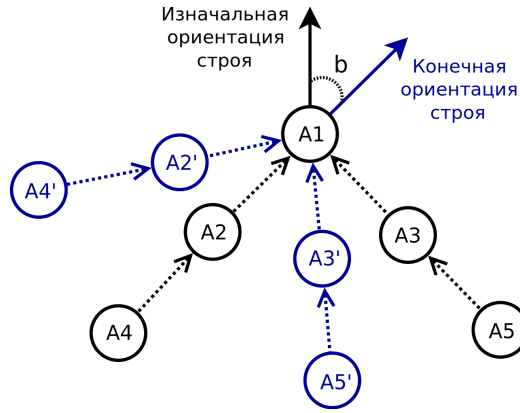 Изначальная
ориентация
строя
b
Конечная
ориентация
строя
A1
A2'
A4'
A2
A3
A3'
A4
A5
A5'